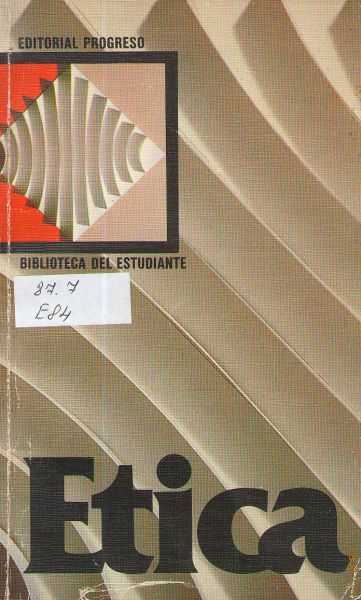 EDITORIAL PROGRESO
BIBLIOTECA DEL ESTUDIANTE
87.7
E84
Etica